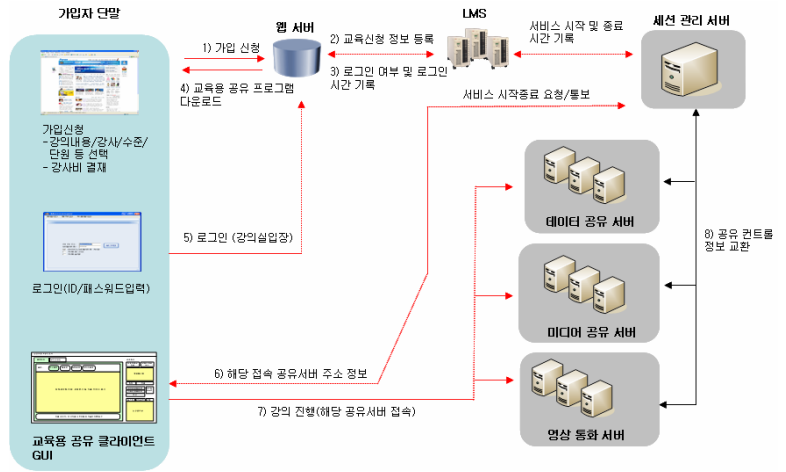 가입자 단말
웹 서버
LMS
세션 관리 서버
1) 가입 신청
2) 교육신청 정보 등록
서비스 시작 및 종료
시간 기록
3) 로그인 여부 및 로그인
시간 기록
4) 교육용 공유 프로그램
다운로드
서비스 시작종료 요청/통보
가입신청
- 강의내용/강사/수준/
단원 등 선택
- 강사비 결재
데이터 공유 서버
5) 로그인 (강의실입장)
8) 공유 컨트롤
정보 교환
로그인(ID/패스워드입력)
미디어 공유 서버
6) 해당 접속 공유서버 주소 정보
7) 강의 진행(해당 공유서버 접속)
영상 통화 서버
교육용 공유 클라이언트
GUI